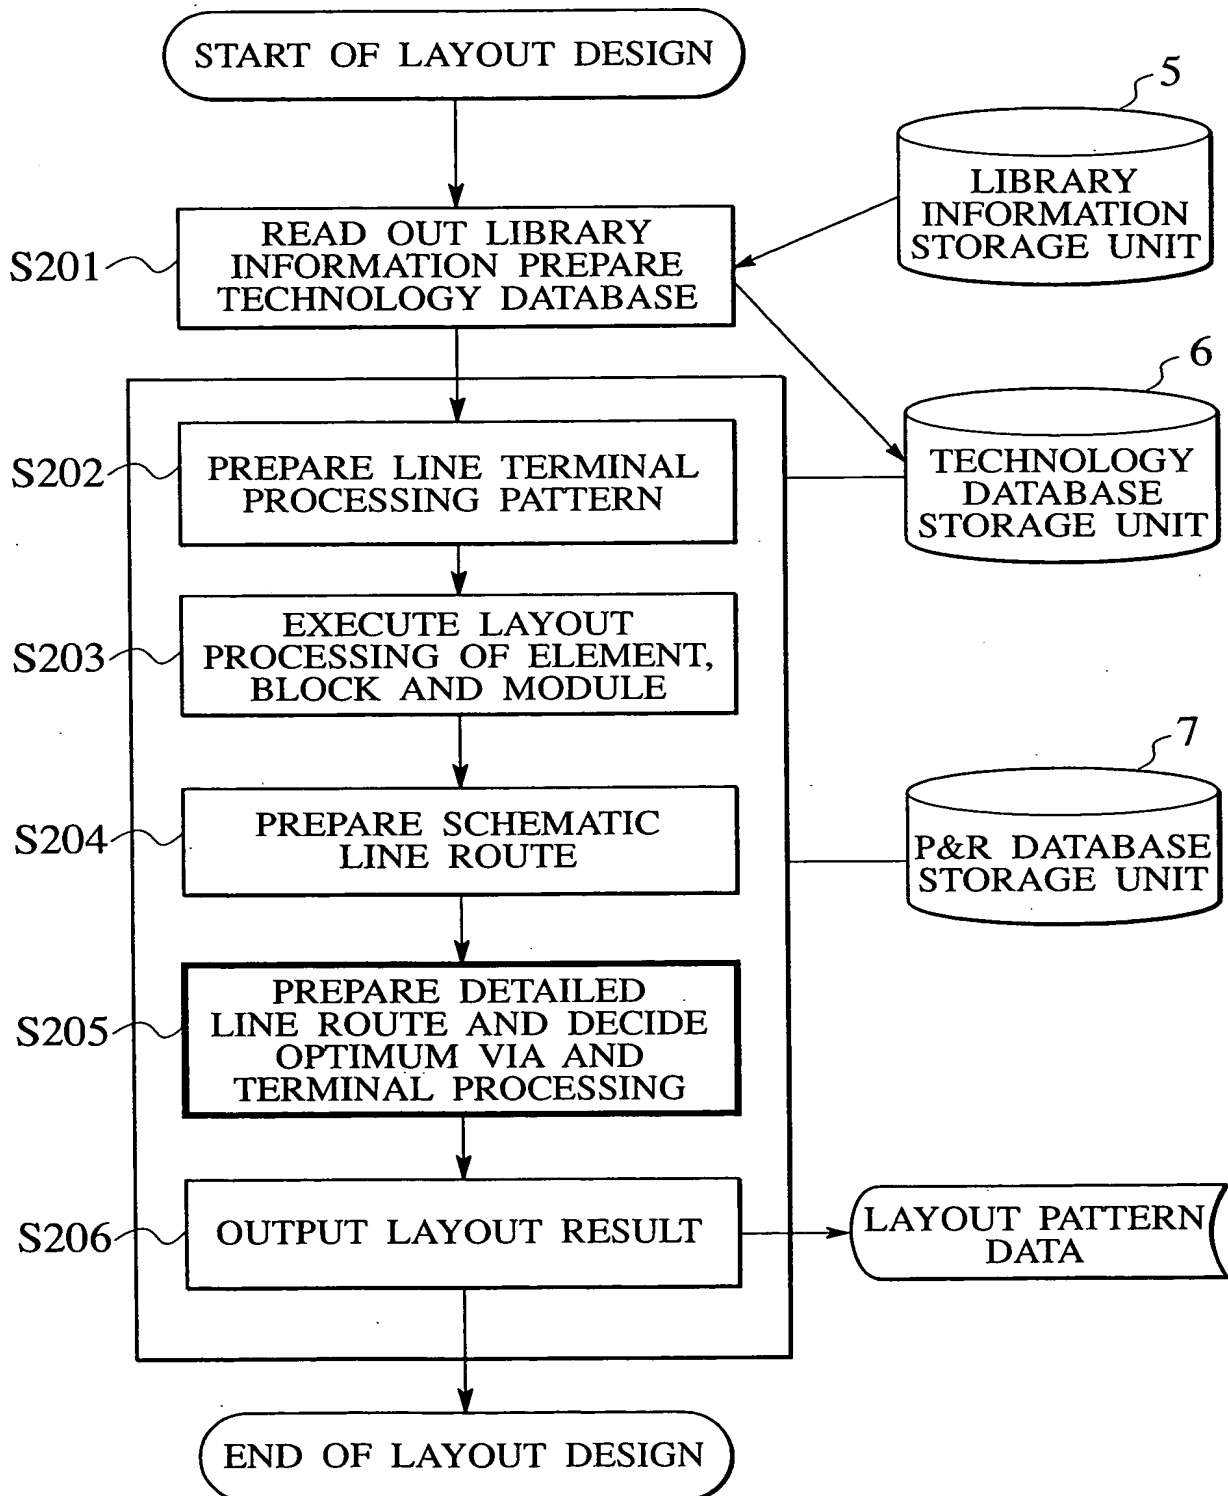 START OF LAYOUT DESIGN
5
LIBRARY
INFORMATION
STORAGE UNIT
S201
READ OUT LIBRARY
INFORMATION PREPARE
TECHNOLOGY DATABASE
6
TECHNOLOGY
DATABASE
STORAGE UNIT
S202
PREPARE LINE TERMINAL
PROCESSING PATTERN
S203
EXECUTE LAYOUT
PROCESSING OF ELEMENT,
BLOCK AND MODULE
7
P&R DATABASE
STORAGE UNIT
S204
PREPARE SCHEMATIC
LINE ROUTE
S205
PREPARE DETAILED
LINE ROUTE AND DECIDE
OPTIMUM VIA AND
TERMINAL PROCESSING
S206
OUTPUT LAYOUT RESULT
LAYOUT PATTERN
DATA
END OF LAYOUT DESIGN